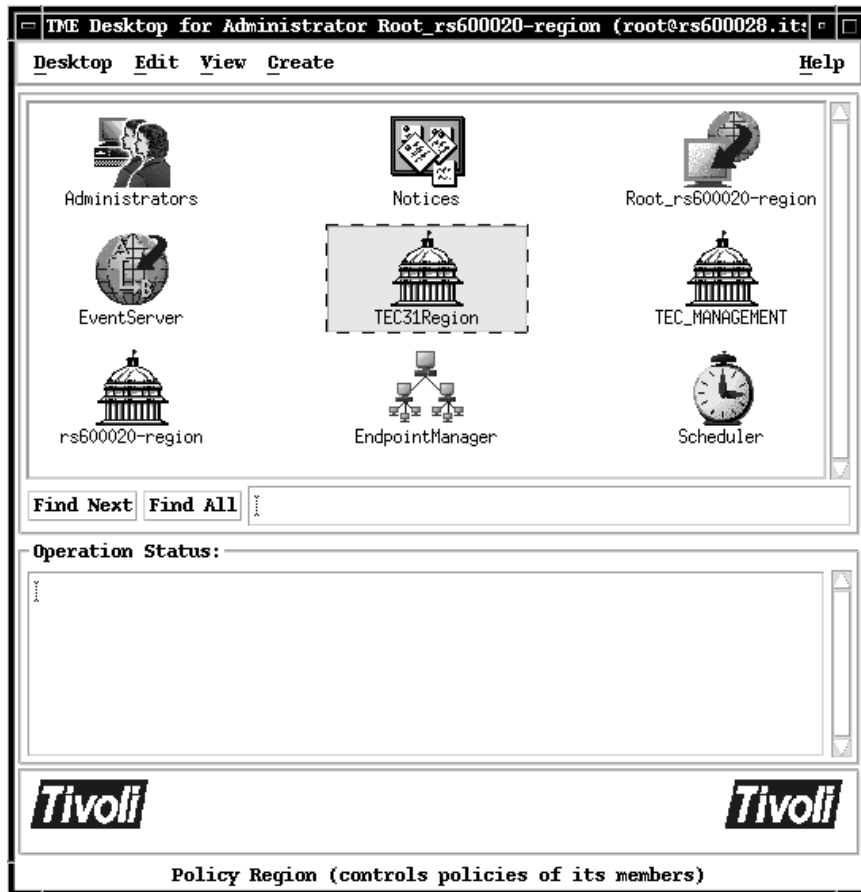 TME Desktop for Administrator Root_rs600020-region (root@rs600028.its
Desktop Edit View Create Help
Administrators Notices Root_rs600020-region
EventServer TEC31Region TEC_MANAGEMENT
rs600020-region EndpointManager Scheduler
Find Next Find All
Operation Status:
Tivoli Tivoli
Policy Region (controls policies of its members)